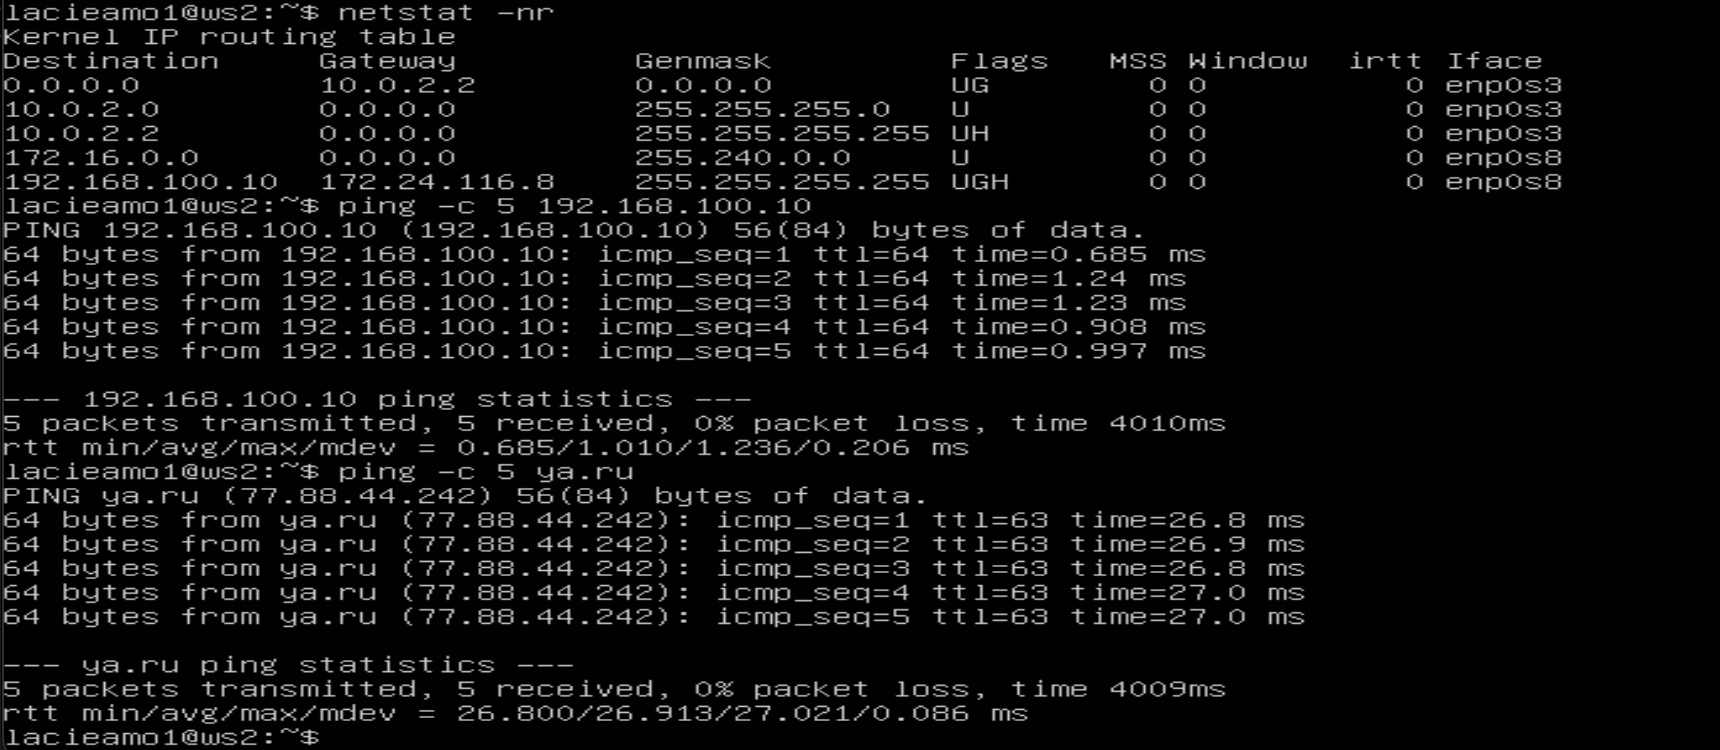 lacieamo1@ws2:~$ netstat -nr
Kernel IP routing table
Destination     Gateway         Genmask         Flags   MSS Window  irtt Iface
0.0.0.0         10.0.2.2        0.0.0.0         UG        0 0          0 enp0s3
10.0.2.0        0.0.0.0         255.255.255.0   U         0 0          0 enp0s3
10.0.2.2        0.0.0.0         255.255.255.255 UH        0 0          0 enp0s3
172.16.0.0      0.0.0.0         255.240.0.0     U         0 0          0 enp0s8
192.168.100.10  172.24.116.8    255.255.255.255 UGH       0 0          0 enp0s8
lacieamo1@ws2:~$ ping -c 5 192.168.100.10
PING 192.168.100.10 (192.168.100.10) 56(84) bytes of data.
64 bytes from 192.168.100.10: icmp_seq=1 ttl=64 time=0.685 ms
64 bytes from 192.168.100.10: icmp_seq=2 ttl=64 time=1.24 ms
64 bytes from 192.168.100.10: icmp_seq=3 ttl=64 time=1.23 ms
64 bytes from 192.168.100.10: icmp_seq=4 ttl=64 time=0.908 ms
64 bytes from 192.168.100.10: icmp_seq=5 ttl=64 time=0.997 ms
--- 192.168.100.10 ping statistics ---
5 packets transmitted, 5 received, 0% packet loss, time 4010ms
rtt min/avg/max/mdev = 0.685/1.010/1.236/0.206 ms
lacieamo1@ws2:~$ ping -c 5 ya.ru
PING ya.ru (77.88.44.242) 56(84) bytes of data.
64 bytes from ya.ru (77.88.44.242): icmp_seq=1 ttl=63 time=26.8 ms
64 bytes from ya.ru (77.88.44.242): icmp_seq=2 ttl=63 time=26.9 ms
64 bytes from ya.ru (77.88.44.242): icmp_seq=3 ttl=63 time=26.8 ms
64 bytes from ya.ru (77.88.44.242): icmp_seq=4 ttl=63 time=27.0 ms
64 bytes from ya.ru (77.88.44.242): icmp_seq=5 ttl=63 time=27.0 ms
--- ya.ru ping statistics ---
5 packets transmitted, 5 received, 0% packet loss, time 4009ms
rtt min/avg/max/mdev = 26.800/26.913/27.021/0.086 ms
lacieamo1@ws2:~$